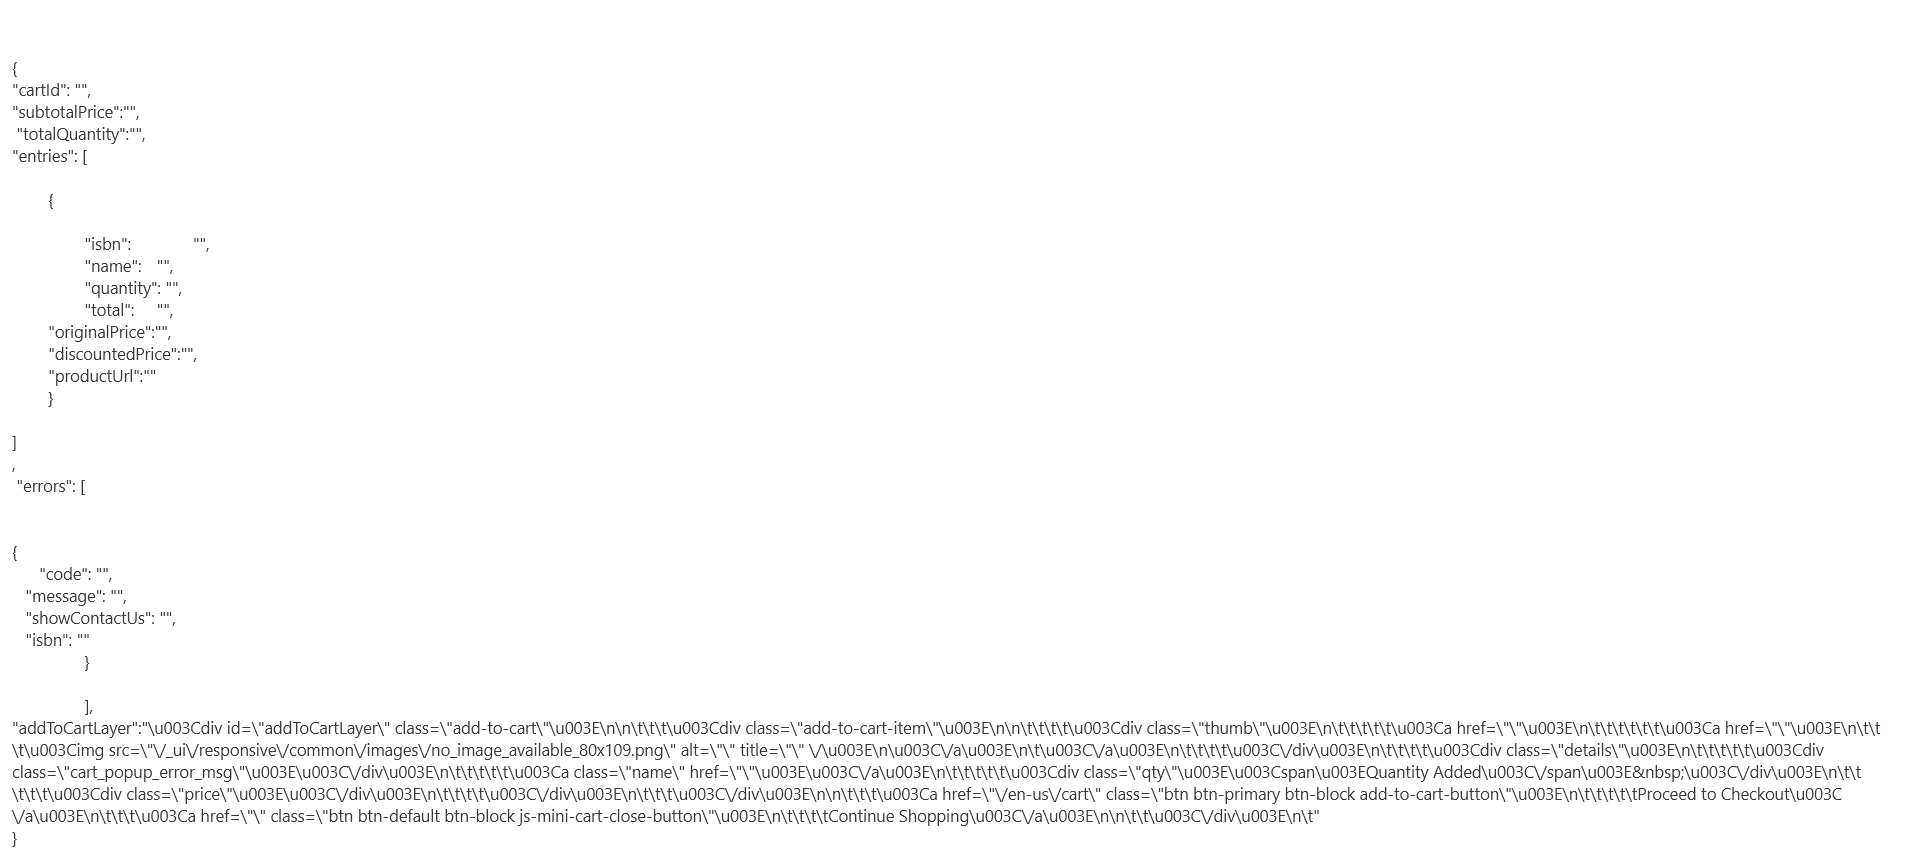 {
"cartId": "",
"subtotalPrice":"",
"totalQuantity":"",
"entries": [
{
"isbn": "",
"name": "",
"quantity": "",
"total": "",
"originalPrice":"",
"discountedPrice":"",
"productUrl":""
}
]
,
"errors": [
{
"code": "",
"message": "",
"showContactUs": "",
"isbn": ""
}
],
"addToCartLayer":"\u003Cdiv id=\"addToCartLayer\" class=\"add-to-cart\"\u003E\n\n\t\t\t\u003Cdiv class=\"add-to-cart-item\"\u003E\n\n\t\t\t\t\u003Cdiv class=\"thumb\"\u003E\n\t\t\t\t\t\u003Ca href=\"\"\u003E\n\t\t\t\t\t\t\u003Ca href=\"\"\u003E\n\t\t\t
\t\u003Cimg src=\"\/_ui\/responsive\/common\/images\/no_image_available_80x109.png\" alt=\"\" title=\"\" \/\u003E\n\u003C\/a\u003E\n\t\u003C\/a\u003E\n\t\t\t\t\u003C\/div\u003E\n\t\t\t\t\u003Cdiv class=\"details\"\u003E\n\t\t\t\t\t\u003Cdiv
class=\"cart_popup_error_msg\"\u003E\u003C\/div\u003E\n\t\t\t\t\t\u003Ca class=\"name\" href=\"\"\u003E\u003C\/a\u003E\n\t\t\t\t\t\u003Cdiv class=\"qty\"\u003E\u003Cspan\u003EQuantity Added\u003C\/span\u003E&nbsp;\u003C\/div\u003E\n\t\t
\t\t\t\u003Cdiv class=\"price\"\u003E\u003C\/div\u003E\n\t\t\t\t\u003C\/div\u003E\n\t\t\t\u003C\/div\u003E\n\n\t\t\t\u003Ca href=\"\/en-us\/cart\" class=\"btn btn-primary btn-block add-to-cart-button\"\u003E\n\t\t\t\t\tProceed to Checkout\u003C
\/a\u003E\n\t\t\t\u003Ca href=\"\" class=\"btn btn-default btn-block js-mini-cart-close-button\"\u003E\n\t\t\t\tContinue Shopping\u003C\/a\u003E\n\n\t\t\u003C\/div\u003E\n\t"
}